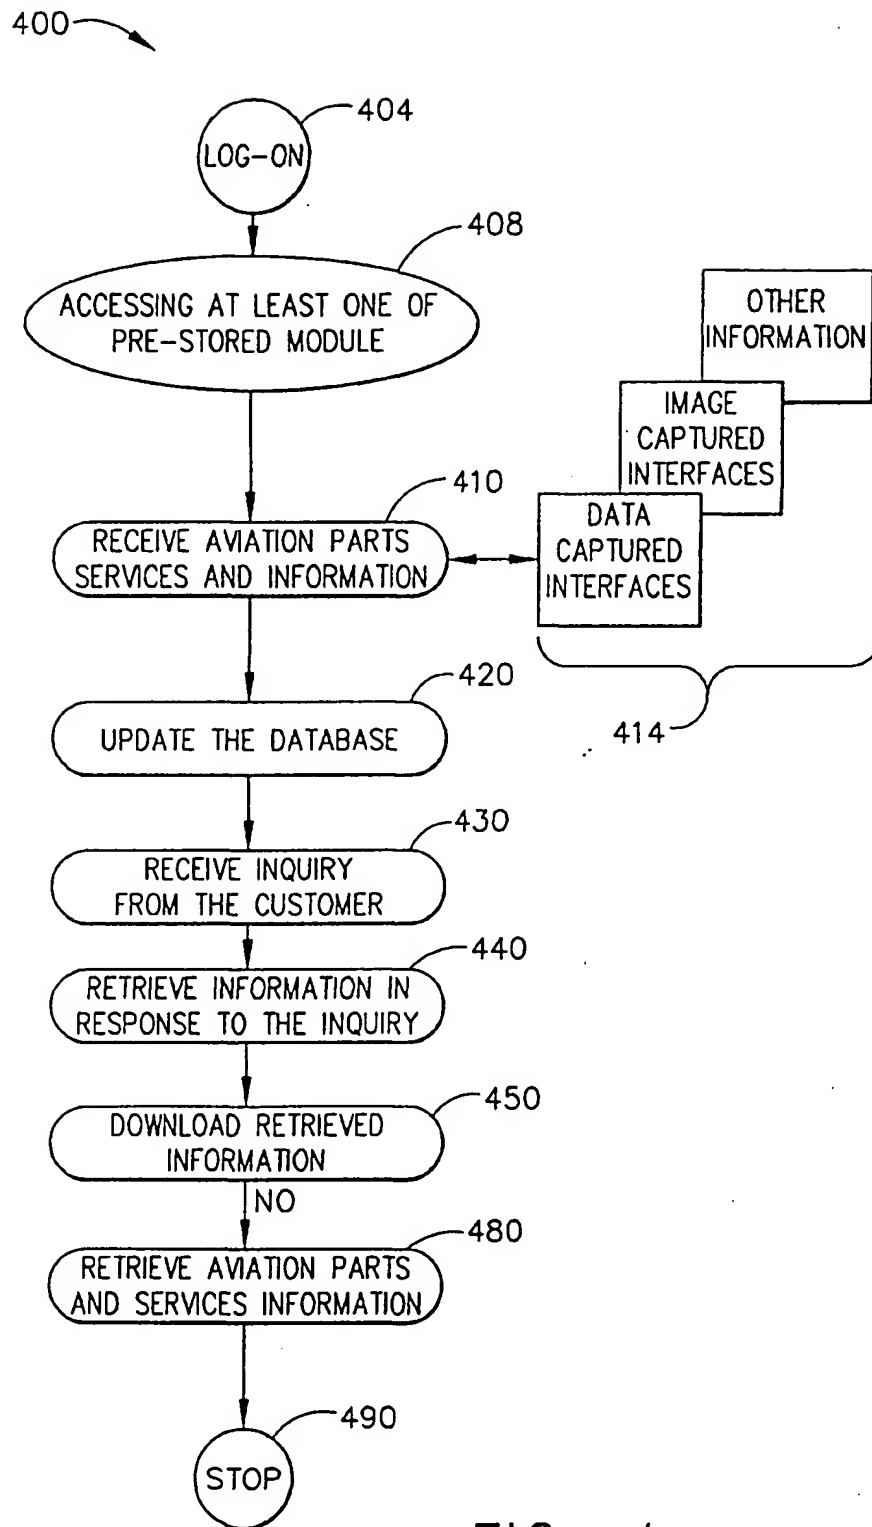 400
404
LOG-ON
408
ACCESSING AT LEAST ONE OF
PRE-STORED MODULE
OTHER
INFORMATION
IMAGE
CAPTURED
INTERFACES
410
RECEIVE AVIATION PARTS
SERVICES AND INFORMATION
DATA
CAPTURED
INTERFACES
414
420
UPDATE THE DATABASE
430
RECEIVE INQUIRY
FROM THE CUSTOMER
440
RETRIEVE INFORMATION IN
RESPONSE TO THE INQUIRY
450
DOWNLOAD RETRIEVED
INFORMATION
NO
480
RETRIEVE AVIATION PARTS
AND SERVICES INFORMATION
490
STOP